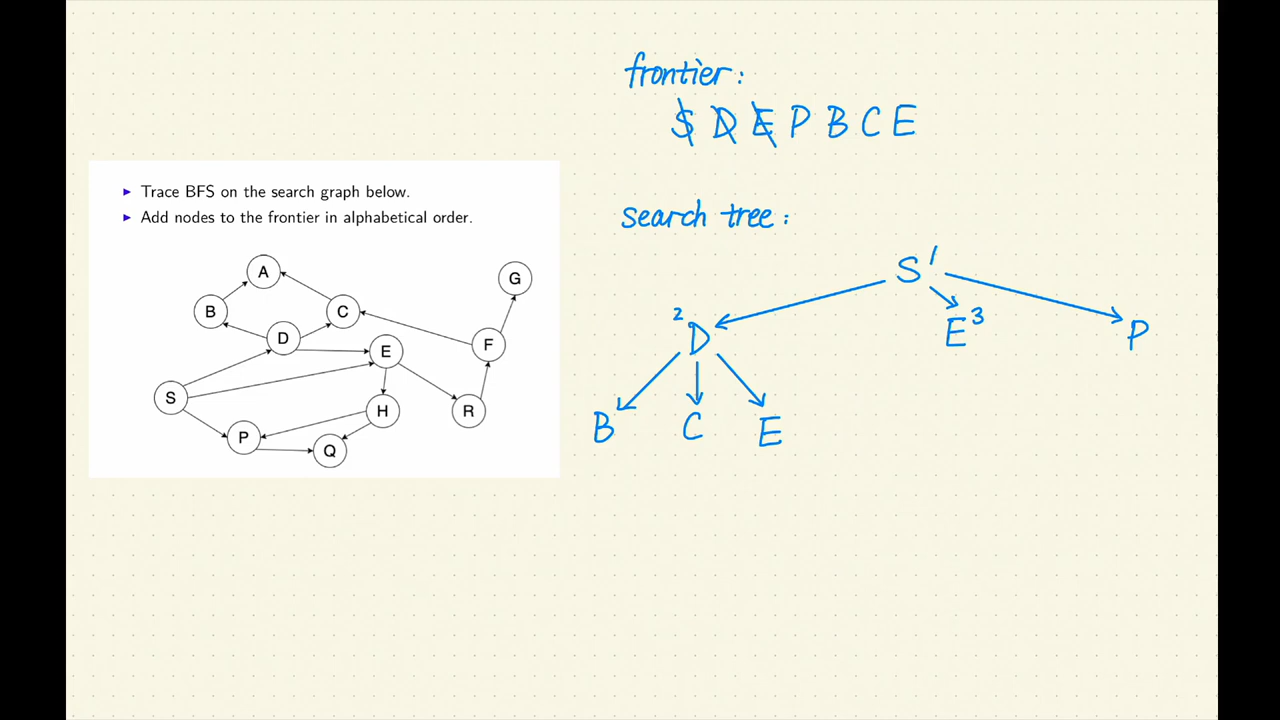 frontier:
S D E P B C E
▶ Trace BFS on the search graph below.
▶ Add nodes to the frontier in alphabetical order.
A
G
B
C
D
E
F
S
H
R
P
Q
search tree:
S 1
2 D
E 3
P
B C E